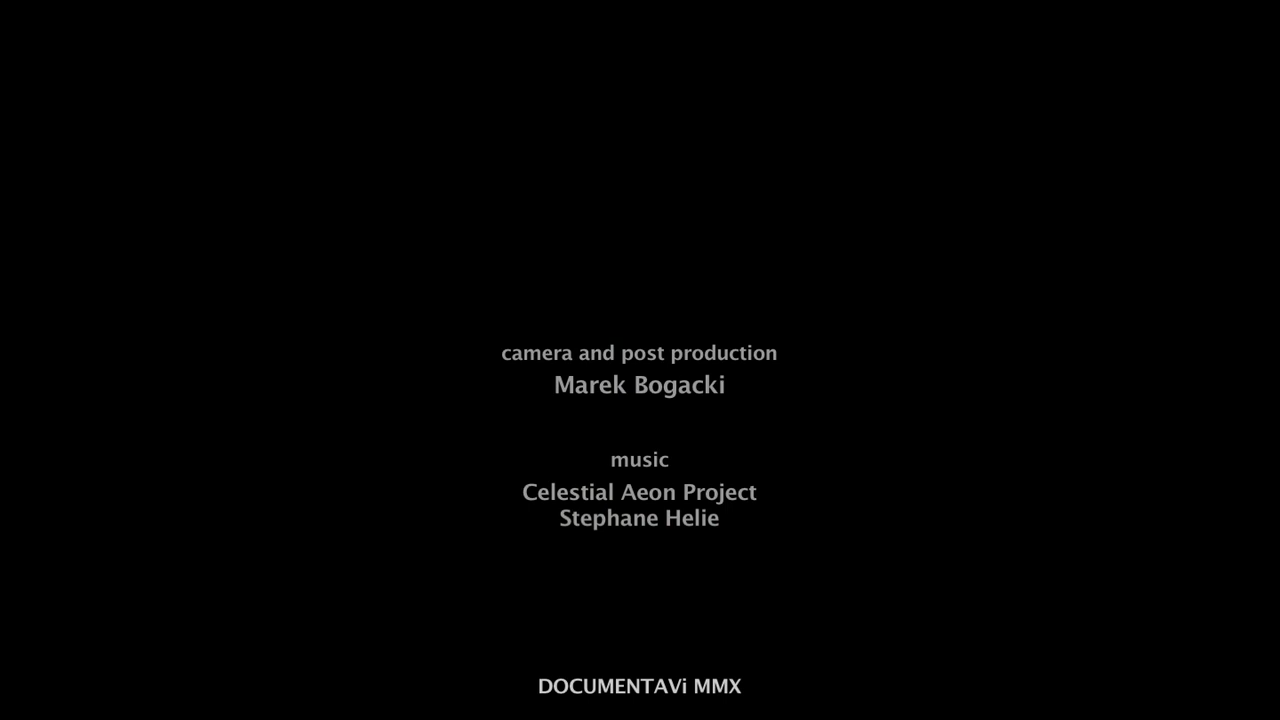 camera and post production
Marek Bogacki
music
Celestial Aeon Project
Stephane Helie
DOCUMENTAVi MMX